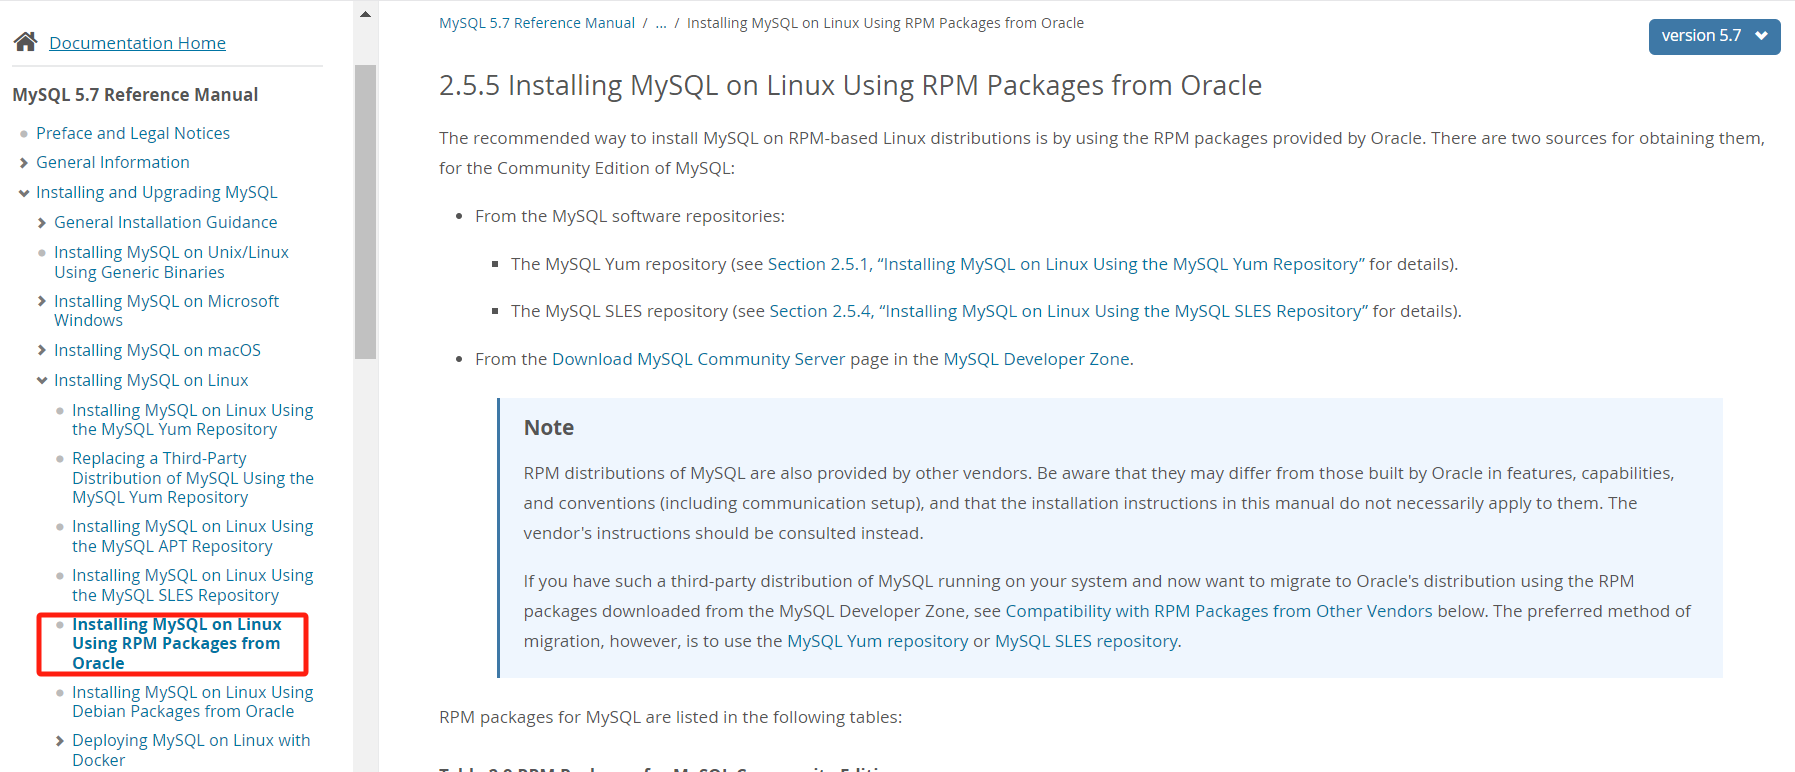 Documentation Home
MySQL 5.7 Reference Manual
Preface and Legal Notices
General Information
Installing and Upgrading MySQL
General Installation Guidance
Installing MySQL on Unix/Linux
Using Generic Binaries
Installing MySQL on Microsoft
Windows
Installing MySQL on macOS
Installing MySQL on Linux
Installing MySQL on Linux Using
the MySQL Yum Repository
Replacing a Third-Party
Distribution of MySQL Using the
MySQL Yum Repository
Installing MySQL on Linux Using
the MySQL APT Repository
Installing MySQL on Linux Using
the MySQL SLES Repository
Installing MySQL on Linux
Using RPM Packages from
Oracle
Installing MySQL on Linux Using
Debian Packages from Oracle
Deploying MySQL on Linux with
Docker
MySQL 5.7 Reference Manual / ... / Installing MySQL on Linux Using RPM Packages from Oracle
version 5.7
2.5.5 Installing MySQL on Linux Using RPM Packages from Oracle
The recommended way to install MySQL on RPM-based Linux distributions is by using the RPM packages provided by Oracle. There are two sources for obtaining them,
for the Community Edition of MySQL:
• From the MySQL software repositories:
▪ The MySQL Yum repository (see Section 2.5.1, “Installing MySQL on Linux Using the MySQL Yum Repository” for details).
▪ The MySQL SLES repository (see Section 2.5.4, “Installing MySQL on Linux Using the MySQL SLES Repository” for details).
• From the Download MySQL Community Server page in the MySQL Developer Zone.
Note
RPM distributions of MySQL are also provided by other vendors. Be aware that they may differ from those built by Oracle in features, capabilities,
and conventions (including communication setup), and that the installation instructions in this manual do not necessarily apply to them. The
vendor's instructions should be consulted instead.
If you have such a third-party distribution of MySQL running on your system and now want to migrate to Oracle's distribution using the RPM
packages downloaded from the MySQL Developer Zone, see Compatibility with RPM Packages from Other Vendors below. The preferred method of
migration, however, is to use the MySQL Yum repository or MySQL SLES repository.
RPM packages for MySQL are listed in the following tables: